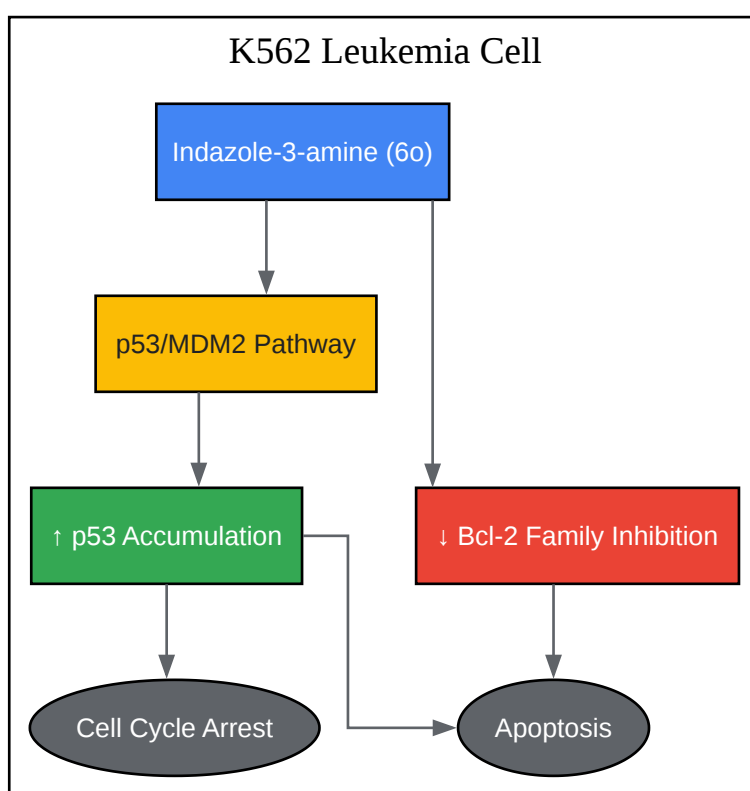 K562 Leukemia Cell
Indazole-3-amine (6o)
p53/MDM2 Pathway
↑ p53 Accumulation
↓ Bcl-2 Family Inhibition
Cell Cycle Arrest
Apoptosis